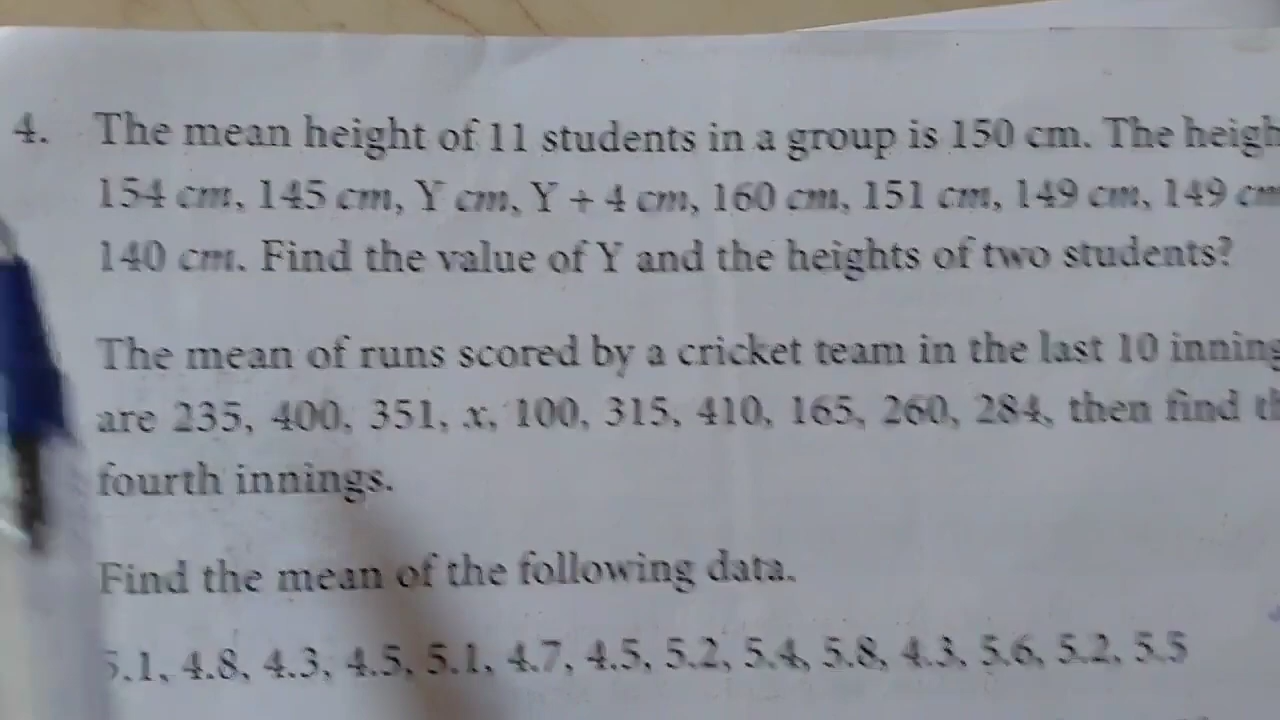 4. The mean height of 11 students in a group is 150 cm. The heigh
154 cm, 145 cm, Y cm, Y + 4 cm, 160 cm, 151 cm, 149 cm, 149 cm
140 cm. Find the value of Y and the heights of two students?
The mean of runs scored by a cricket team in the last 10 inning
are 235, 400, 351, x, 100, 315, 410, 165, 260, 284, then find th
fourth innings.
Find the mean of the following data.
5.1, 4.8, 4.3, 4.5, 5.1, 4.7, 4.5, 5.2, 5.4, 5.8, 4.3, 5.6, 5.2, 5.5